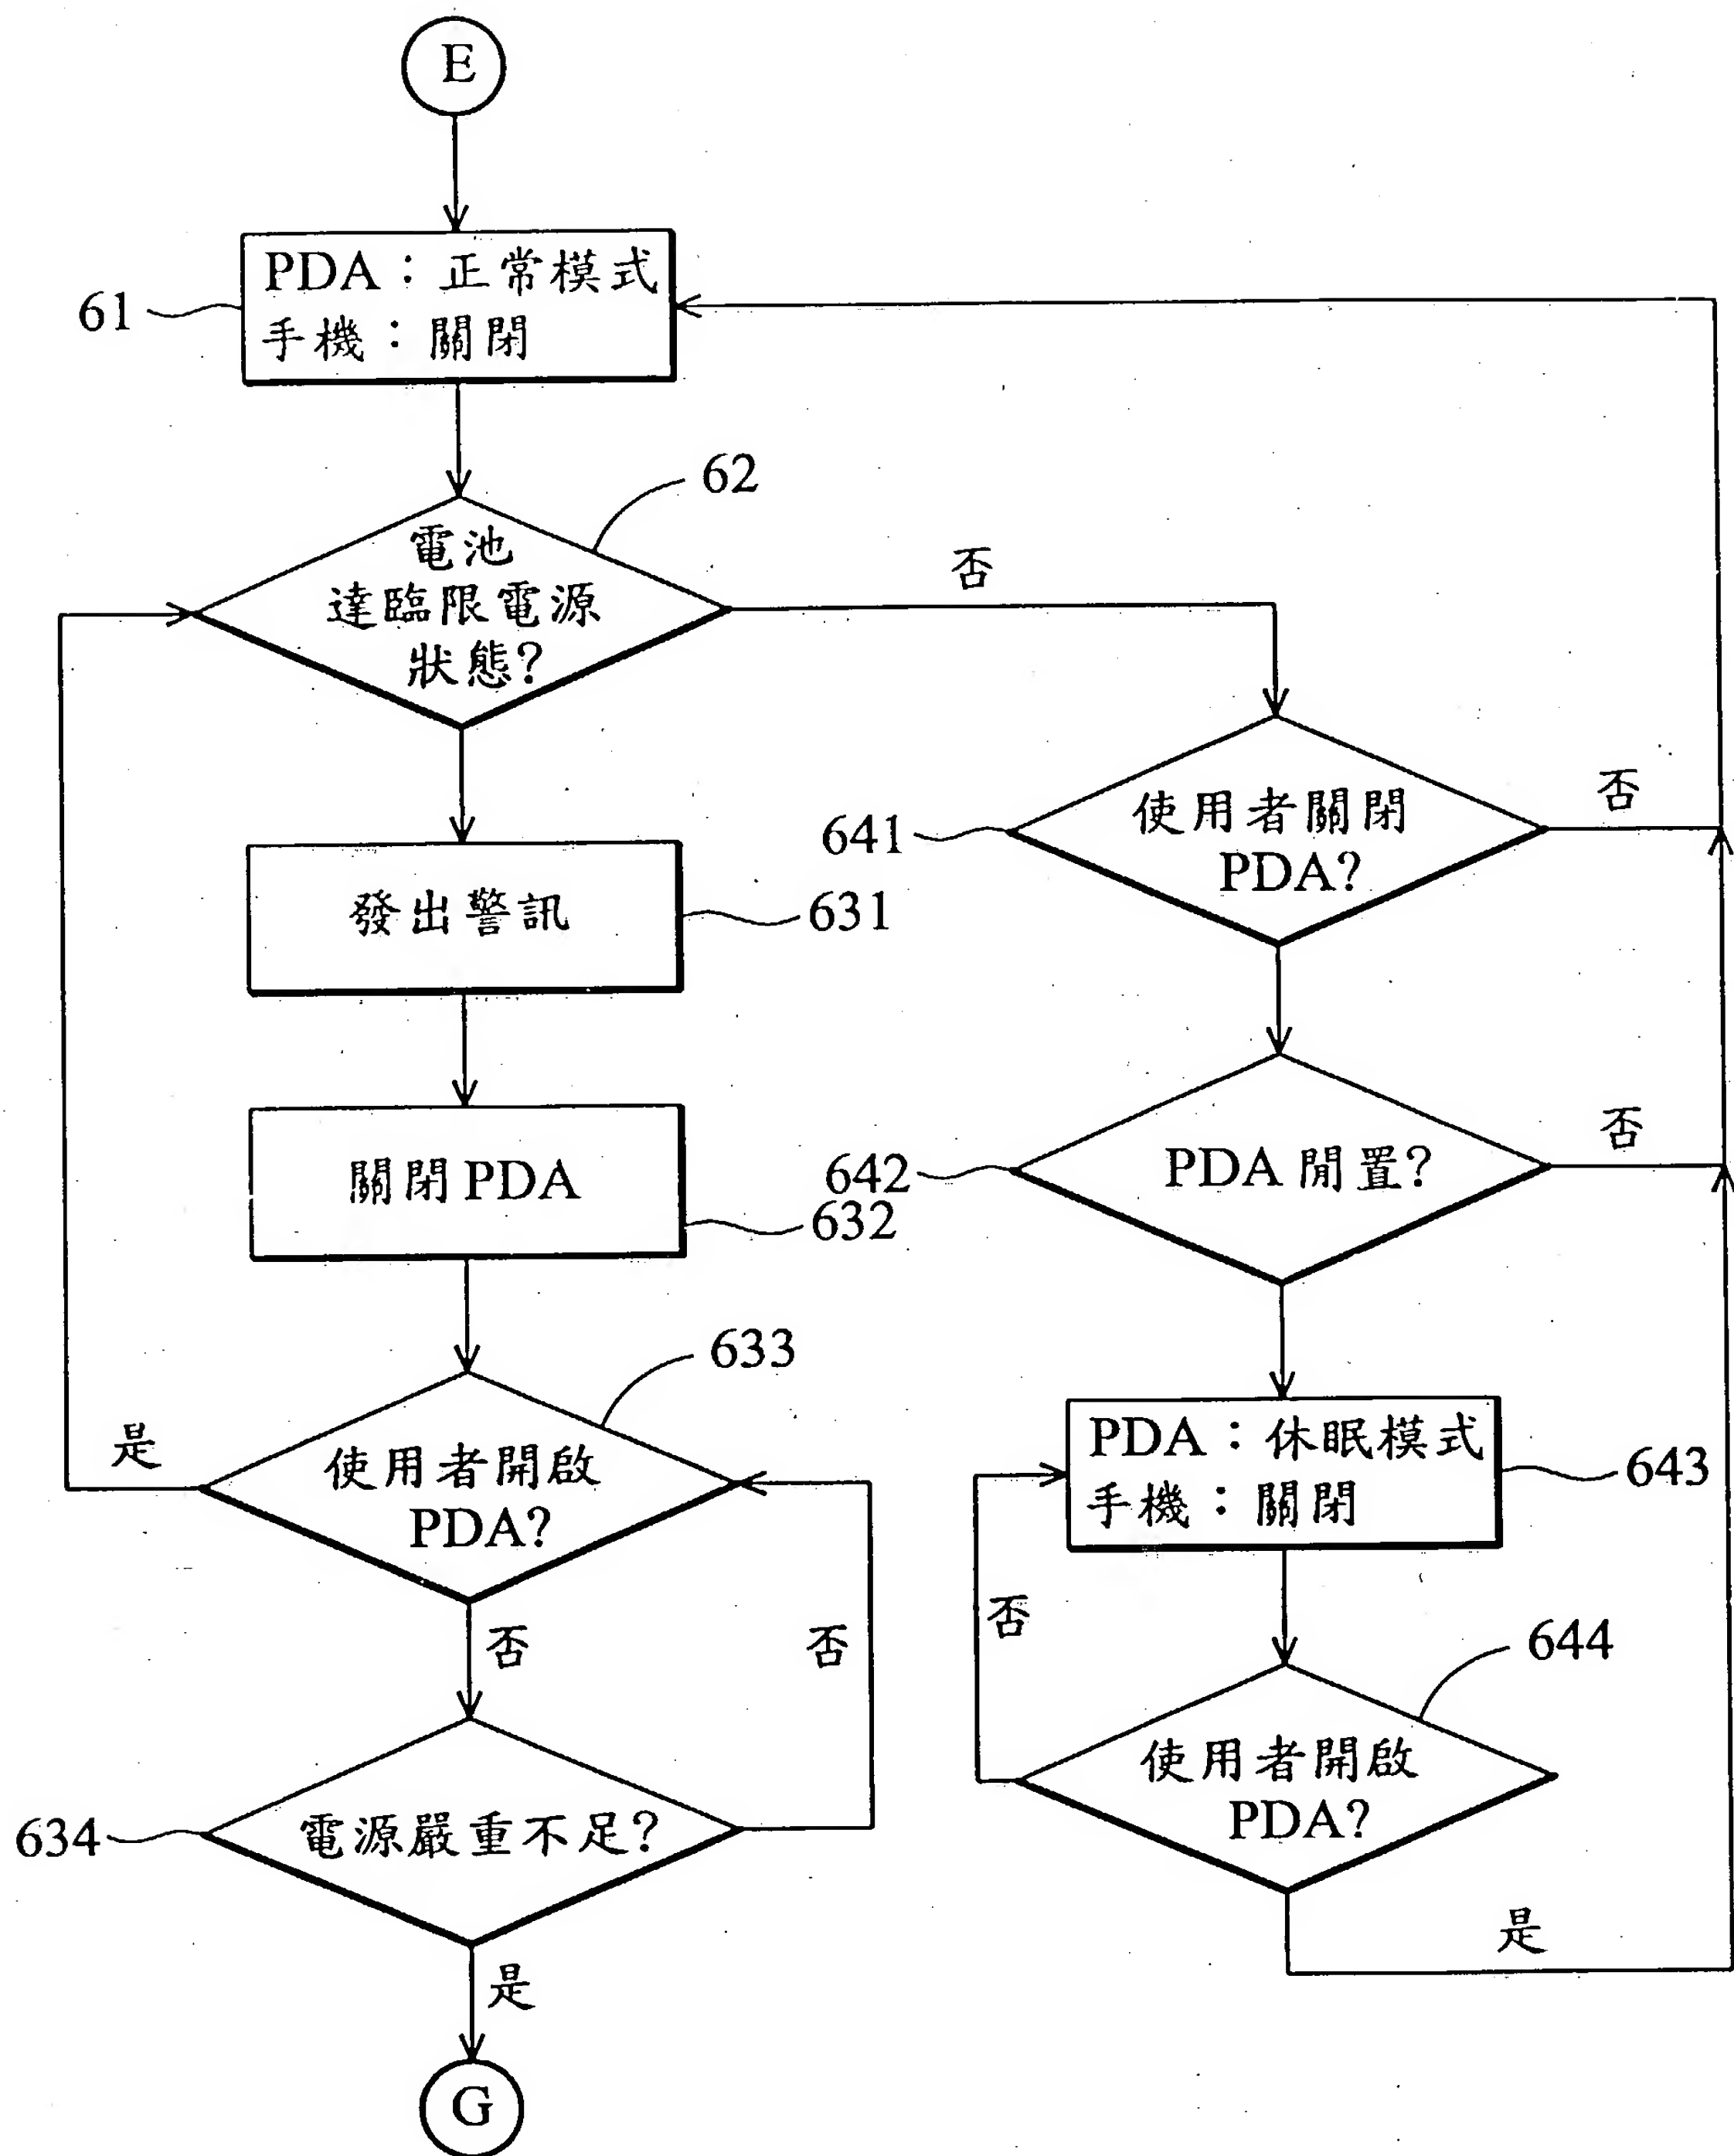 E
PDA：正常模式
手機：關閉
61
62
電池
達臨限電源
狀態?
否
使用者關閉
PDA?
641
否
發出警訊
631
PDA 閒置?
642
否
關閉PDA
632
633
使用者開啟
PDA?
是
否
否
PDA：休眠模式
手機：關閉
643
否
644
使用者開啟
PDA?
是
電源嚴重不足?
634
是
G